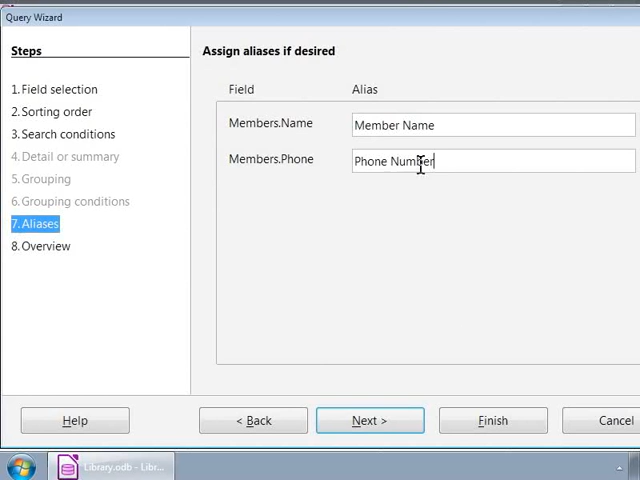 Query Wizard
Steps
Assign aliases if desired
1. Field selection
2. Sorting order
3. Search conditions
4. Detail or summary
5. Grouping
6. Grouping conditions
7. Aliases
8. Overview
Field Alias
Members.Name Member Name
Members.Phone Phone Number
Help < Back Next > Finish Cancel
Library.odb - Libr...